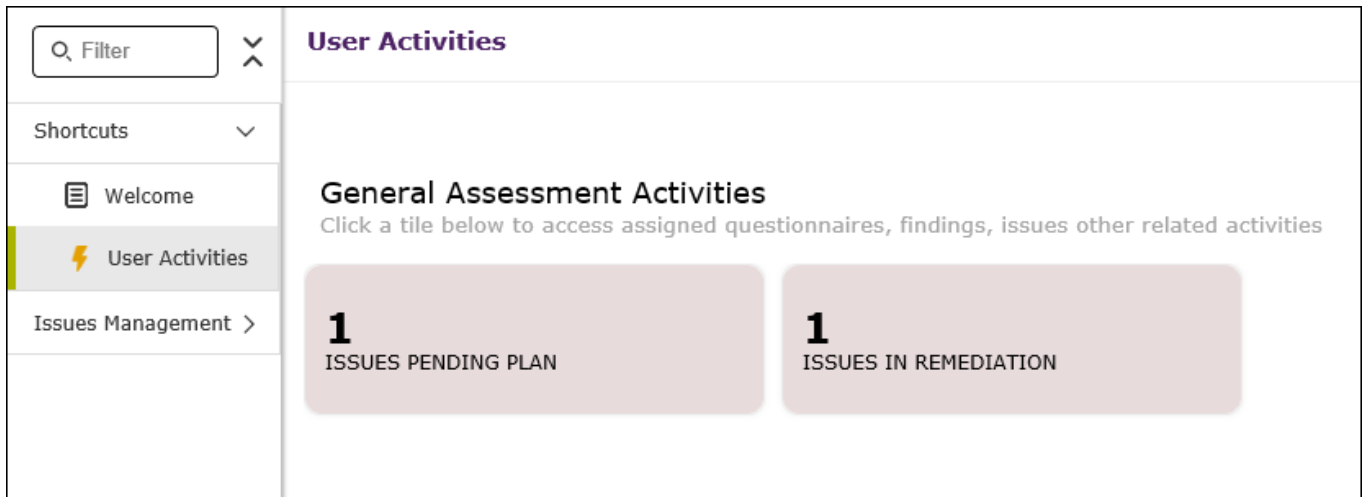 Filter
Shortcuts
Welcome
User Activities
Issues Management
User Activities
General Assessment Activities
Click a tile below to access assigned questionnaires, findings, issues other related activities
1
ISSUES PENDING PLAN
1
ISSUES IN REMEDIATION